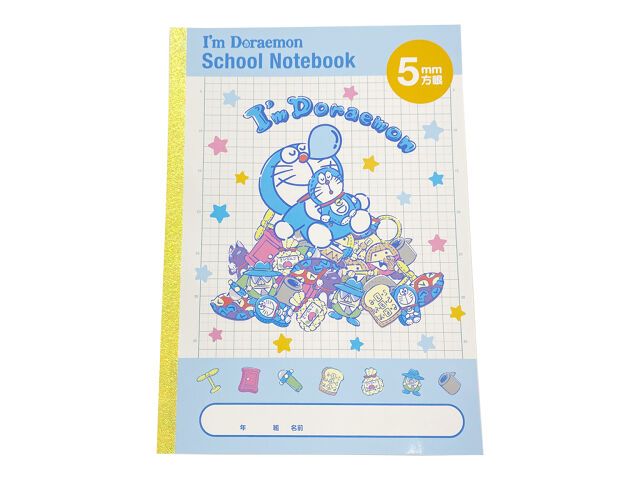 I'm Doraemon
School Notebook
5mm
方眼
I'm Doraemon
年 組 名前